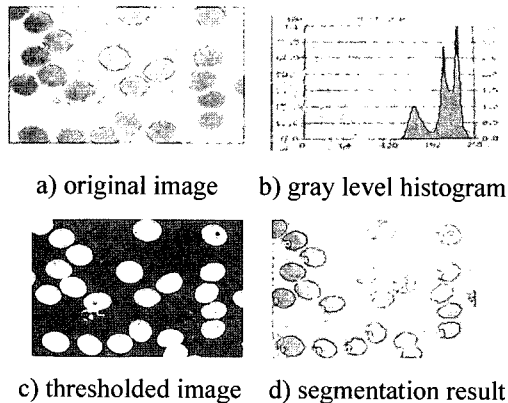 a) original image b) gray level histogram
c) thresholded image d) segmentation result